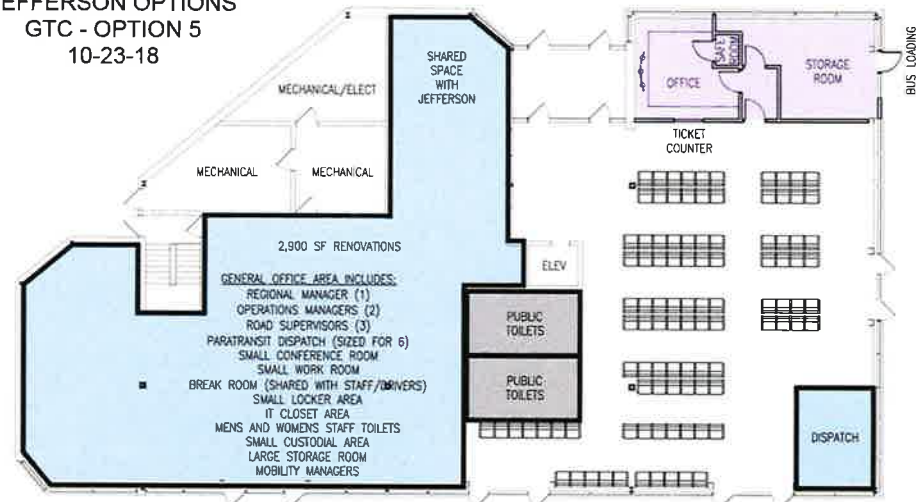 JEFFERSON OPTIONS
GTC - OPTION 5
10-23-18
SHARED
SPACE
WITH
JEFFERSON
MECHANICAL/ELECT
MECHANICAL
MECHANICAL
OFFICE
SAFE
ROOM
STORAGE
ROOM
BUS LOADING
TICKET
COUNTER
2,900 SF RENOVATIONS
GENERAL OFFICE AREA INCLUDES:
REGIONAL MANAGER (1)
OPERATIONS MANAGERS (2)
ROAD SUPERVISORS (3)
PARATRANSIT DISPATCH (SIZED FOR 6)
SMALL CONFERENCE ROOM
SMALL WORK ROOM
BREAK ROOM (SHARED WITH STAFF/DRIVERS)
SMALL LOCKER AREA
IT CLOSET AREA
MENS AND WOMENS STAFF TOILETS
SMALL CUSTODIAL AREA
LARGE STORAGE ROOM
MOBILITY MANAGERS
ELEV
PUBLIC
TOILETS
PUBLIC
TOILETS
DISPATCH